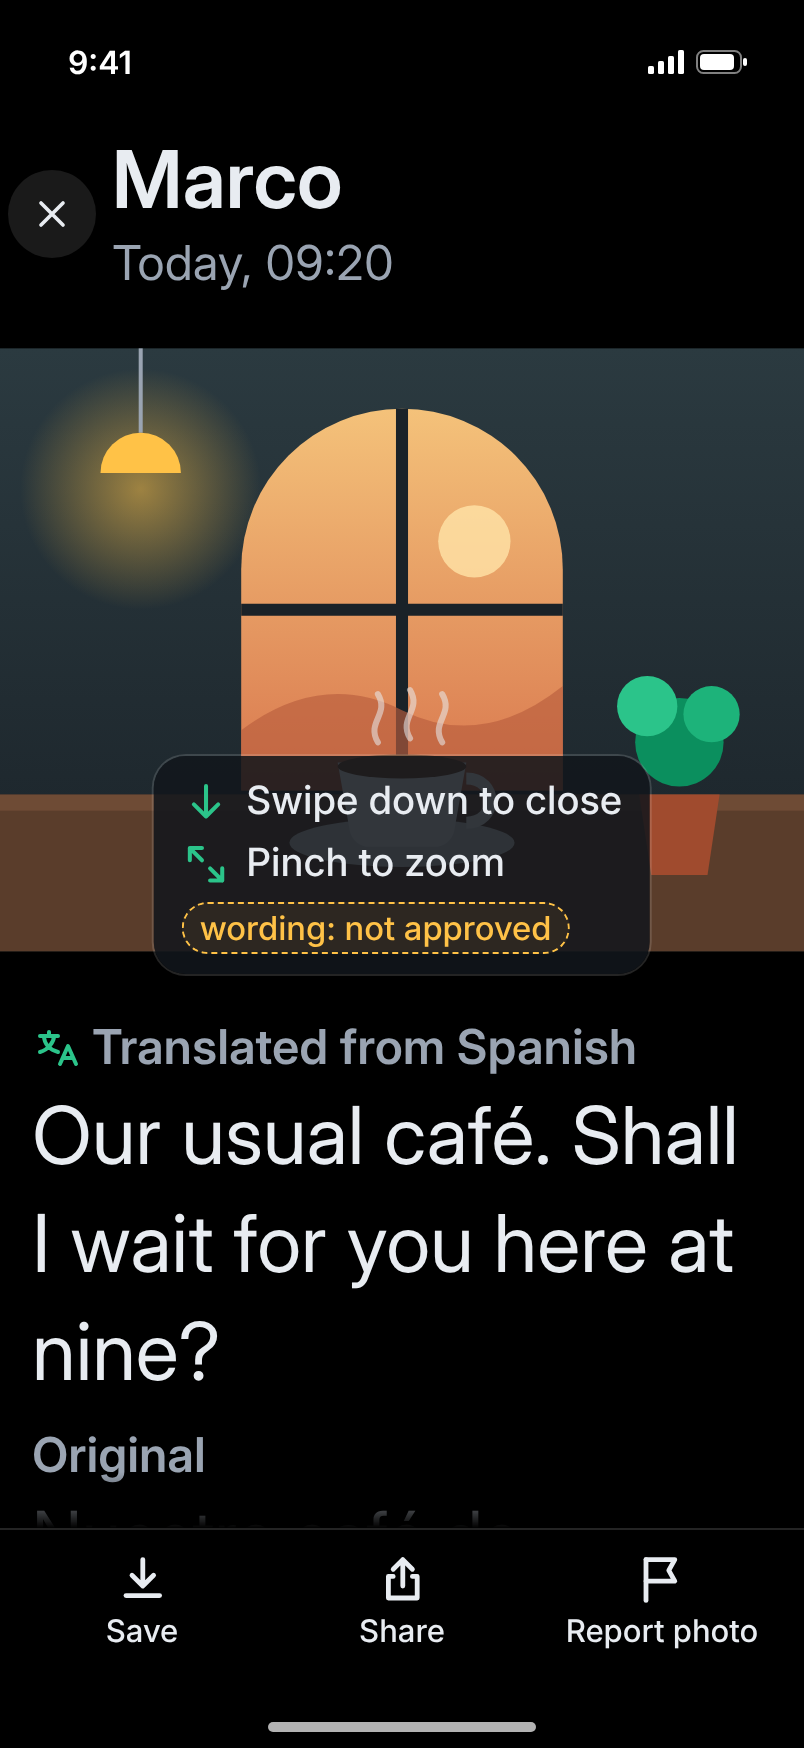 9:41
Marco
Today, 09:20
Swipe down to close
Pinch to zoom
wording: not approved
Translated from Spanish
Our usual café. Shall
I wait for you here at
nine?
Original
Save
Share
Report photo